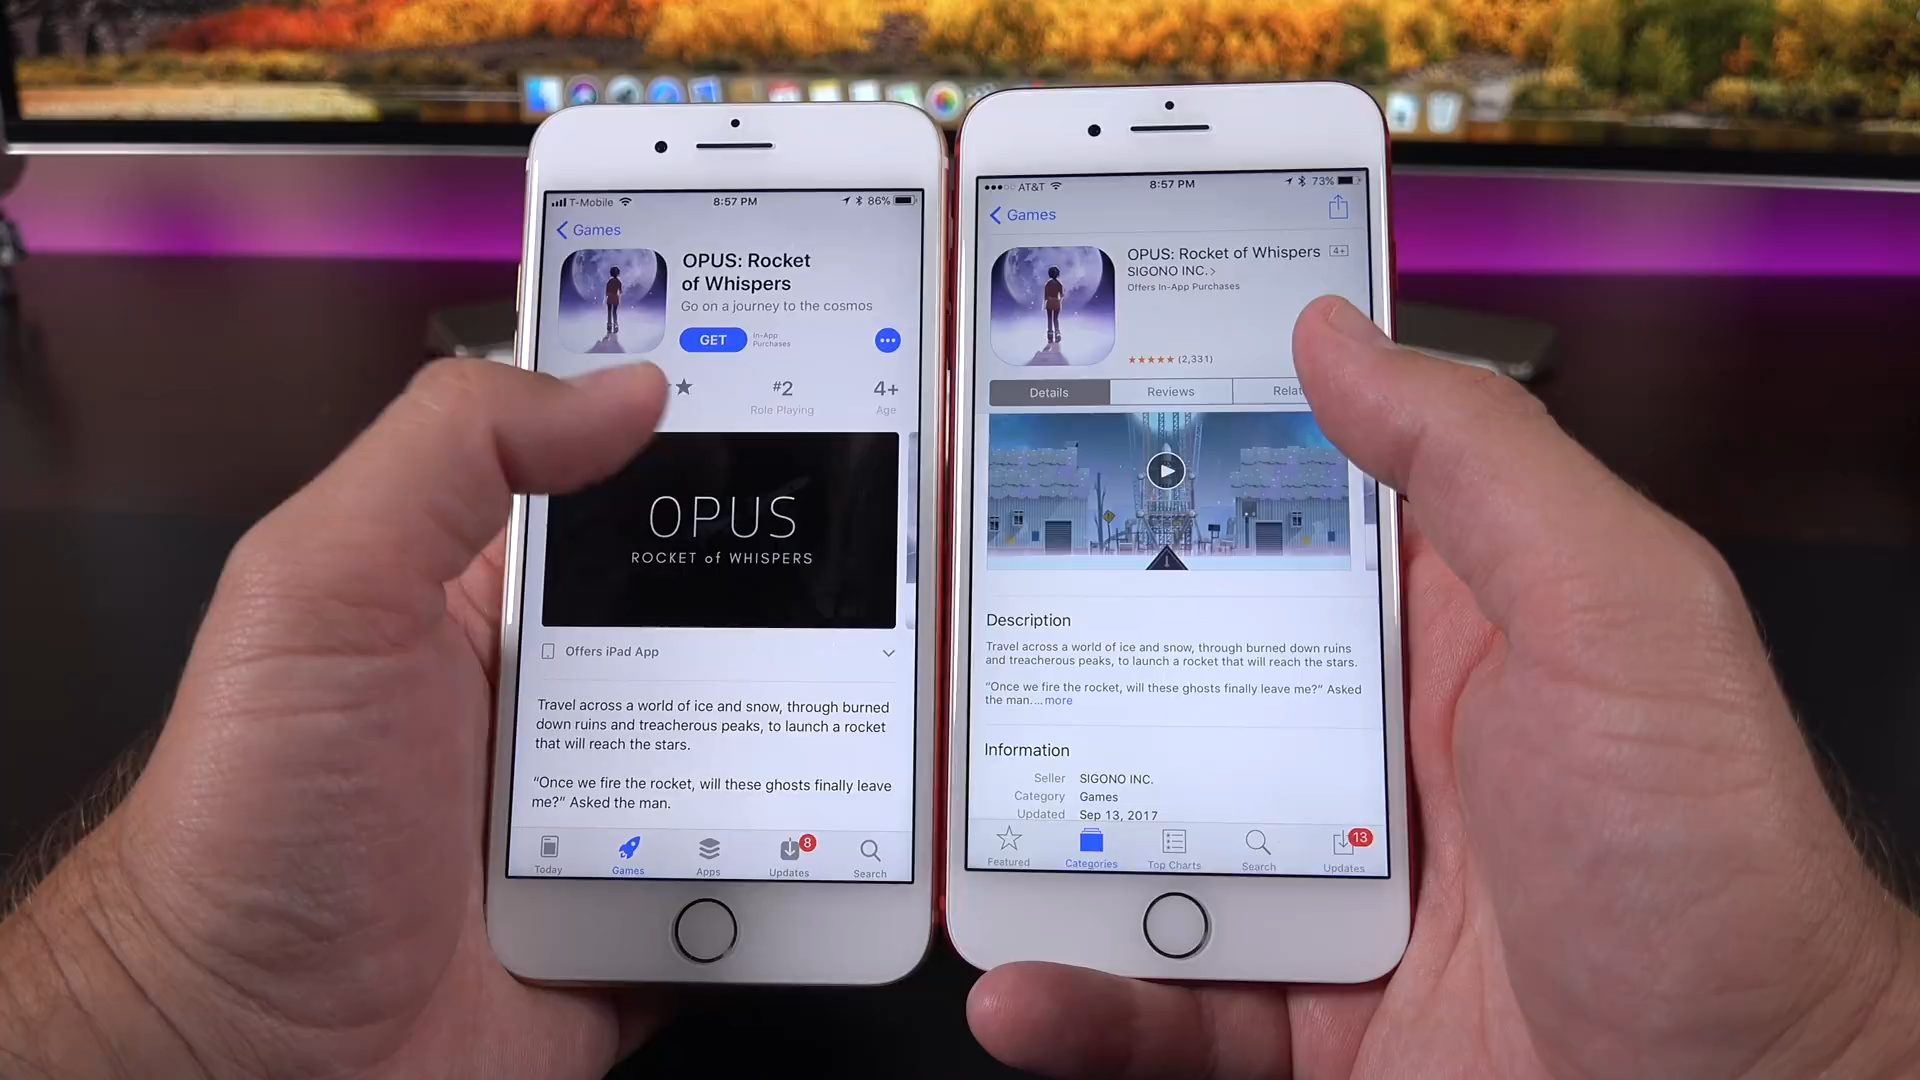 T-Mobile
8:57 PM
86%
Games
OPUS: Rocket
of Whispers
Go on a journey to the cosmos
GET
In-App
Purchases
#2
4+
Role Playing
Age
OPUS
ROCKET of WHISPERS
Offers iPad App
Travel across a world of ice and snow, through burned
down ruins and treacherous peaks, to launch a rocket
that will reach the stars.
“Once we fire the rocket, will these ghosts finally leave
me?” Asked the man.
8
Today
Games
Apps
Updates
Search
AT&T
8:57 PM
73%
Games
OPUS: Rocket of Whispers 4+
SIGONO INC.>
Offers In-App Purchases
(2,331)
Details
Reviews
Relat
Description
Travel across a world of ice and snow, through burned down ruins
and treacherous peaks, to launch a rocket that will reach the stars.
“Once we fire the rocket, will these ghosts finally leave me?” Asked
the man....more
Information
Seller SIGONO INC.
Category Games
Updated Sep 13, 2017
13
Featured
Categories
Top Charts
Search
Updates